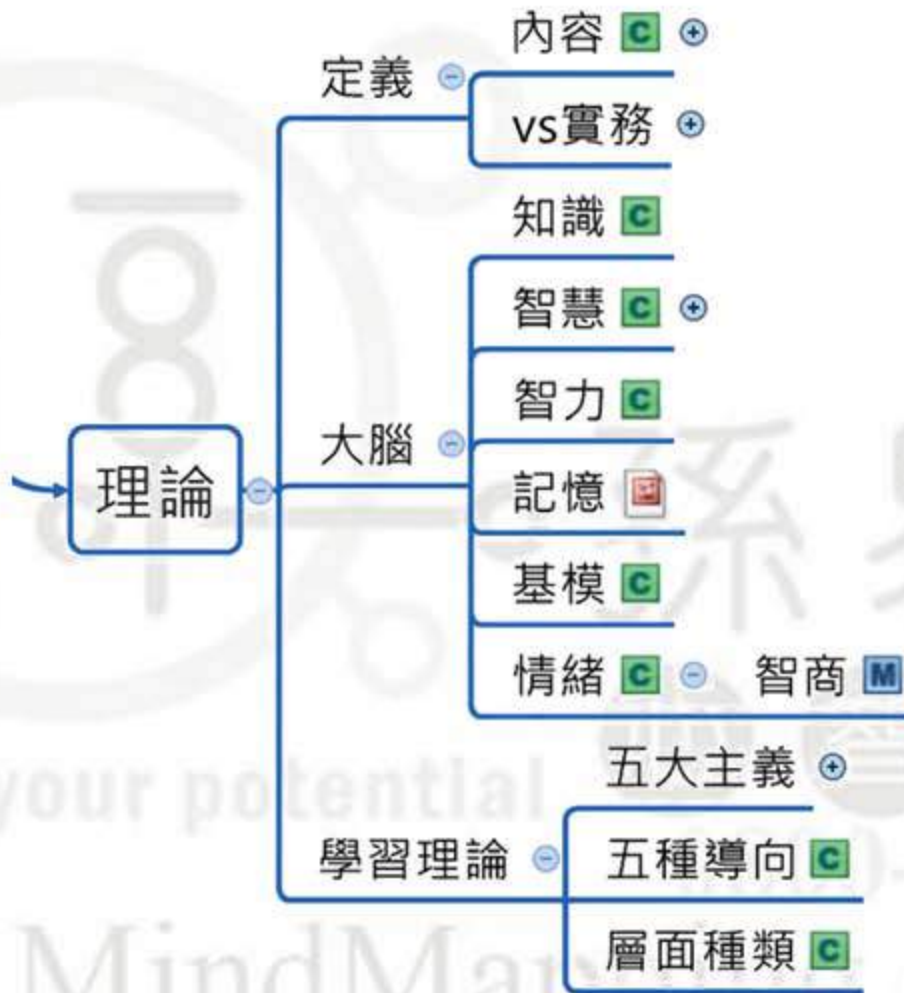 內容 C
定義
vs實務
知識 C
智慧 C
智力 C
大腦
記憶
理論
基模 C
情緒 C 智商 M
your potential
五大主義
學習理論
五種導向 C
層面種類 C
MindMap
孫